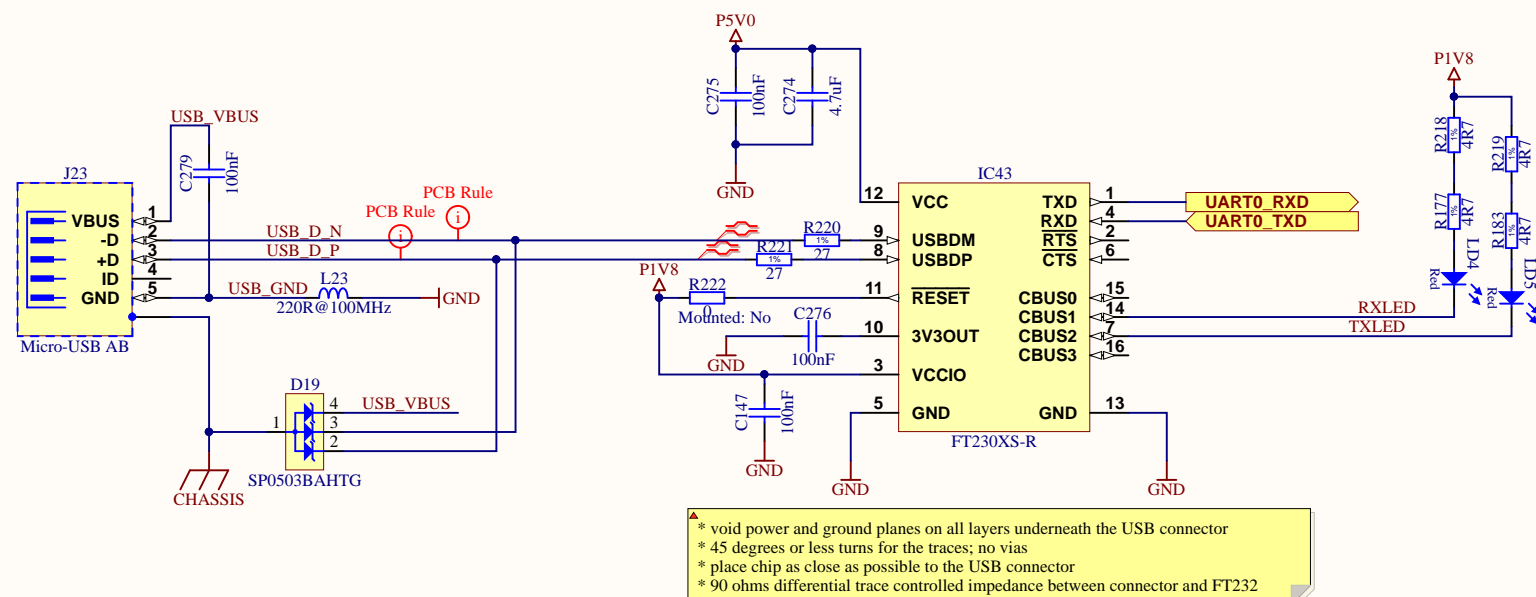 P5V0
C275
100nF
C274
4.7uF
P1V8
R218
4R7
1%
R219
4R7
1%
R177
4R7
1%
R183
4R7
1%
LD4
Red
LD5
Red
USB_VBUS
C279
100nF
J23
VBUS 1
-D 2
+D 3
ID 4
GND 5
Micro-USB AB
PCB Rule
i
PCB Rule
i
USB_D_N
USB_D_P
USB_GND
L23
220R@100MHz
GND
GND
R220
1%
27
R221
1%
27
P1V8
R222
0
Mounted: No
C276
100nF
GND
C147
100nF
GND
IC43
12 VCC
9 USBDM
8 USBDP
11 RESET
10 3V3OUT
3 VCCIO
5 GND
TXD 1
RXD 4
RTS 2
CTS 6
CBUS0 15
CBUS1 14
CBUS2 7
CBUS3 16
GND 13
FT230XS-R
UART0_RXD
UART0_TXD
RXLED
TXLED
GND
GND
D19
1
4
3
2
USB_VBUS
SP0503BAHTG
CHASSIS
* void power and ground planes on all layers underneath the USB connector
* 45 degrees or less turns for the traces; no vias
* place chip as close as possible to the USB connector
* 90 ohms differential trace controlled impedance between connector and FT232